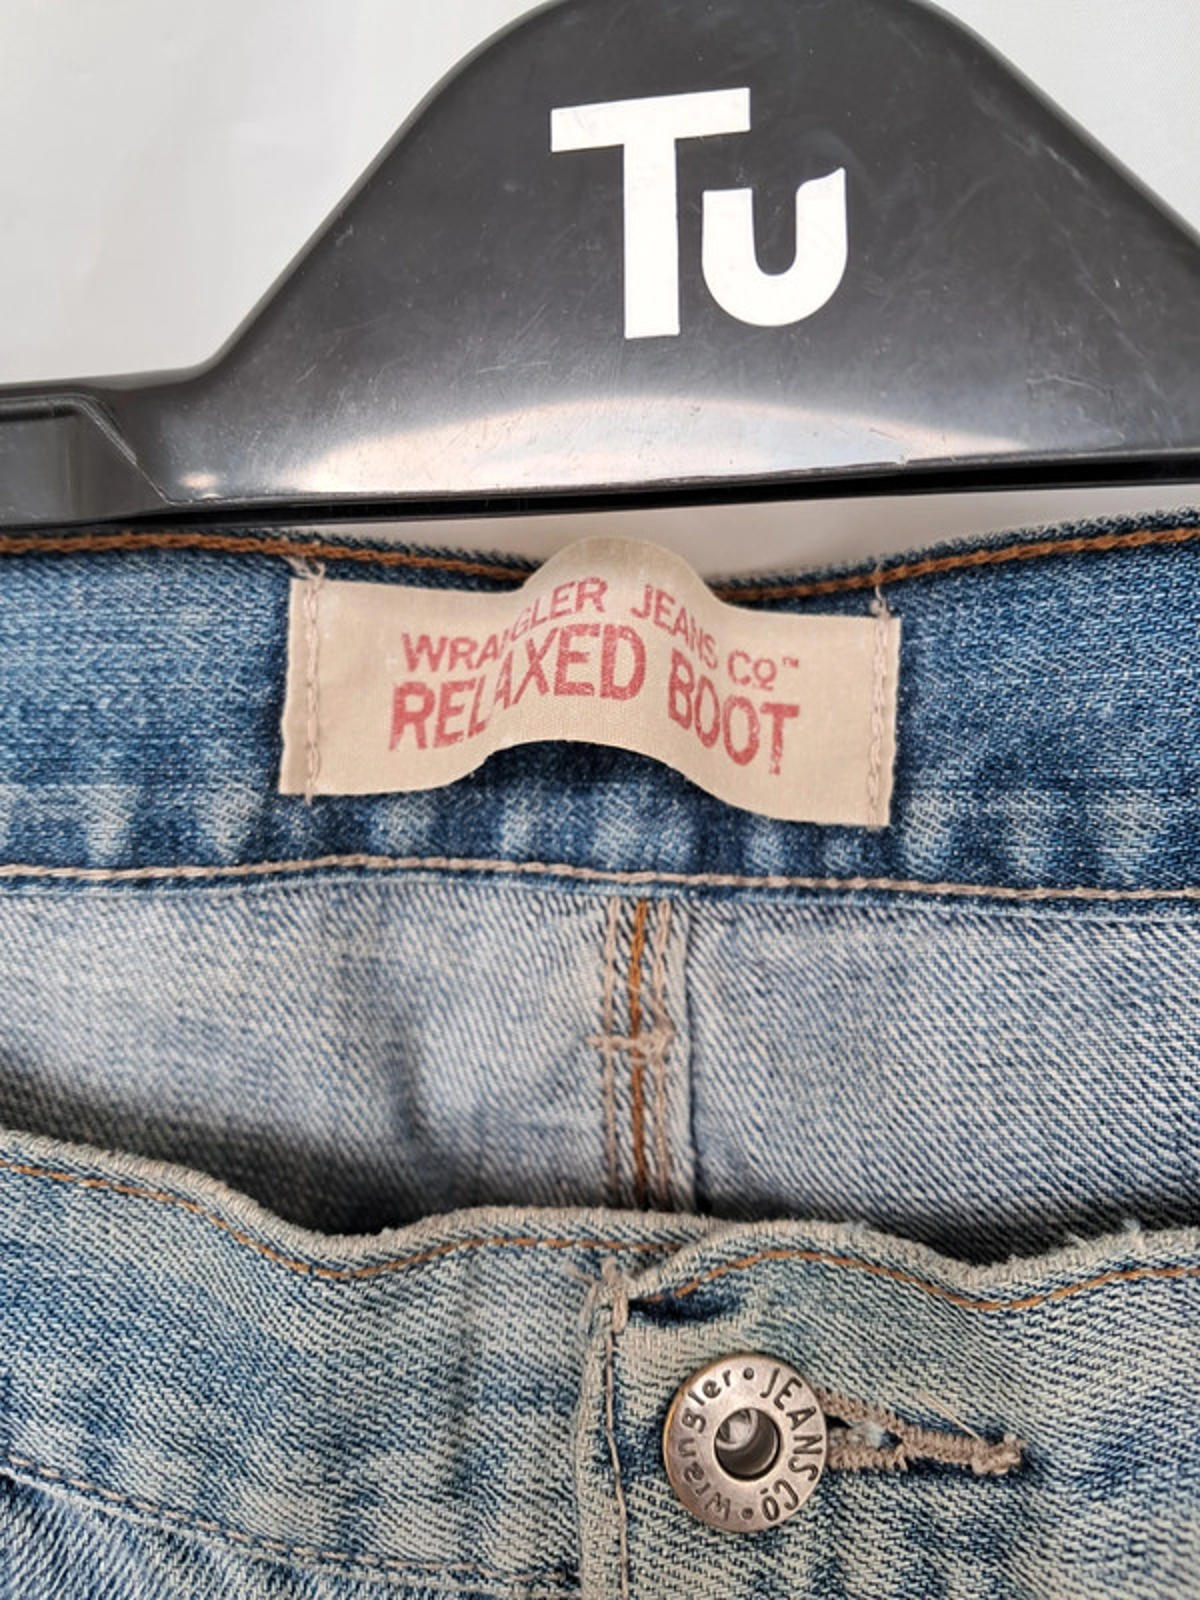 Tu
WRANGLER JEANS CO™
RELAXED BOOT
Wrangler • JEANS CO •